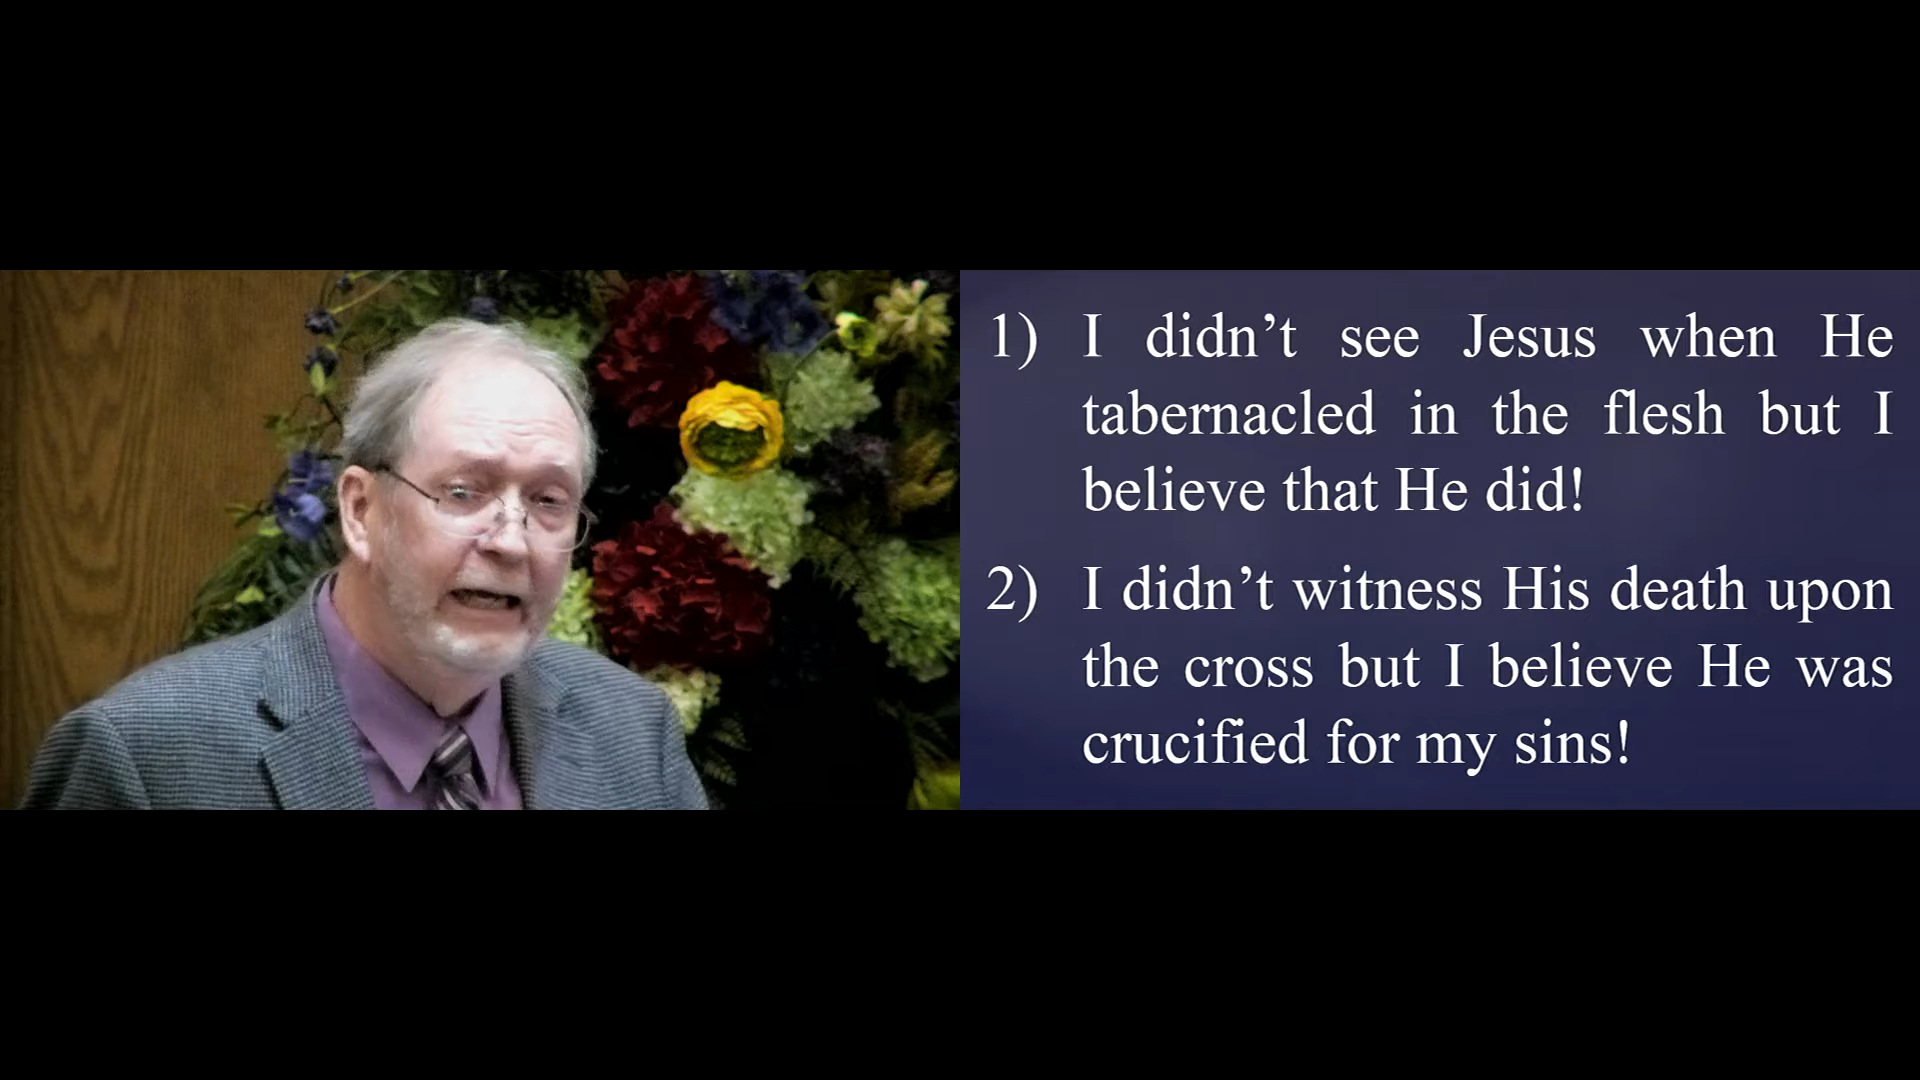 1) I didn’t see Jesus when He
tabernacled in the flesh but I
believe that He did!
2) I didn’t witness His death upon
the cross but I believe He was
crucified for my sins!